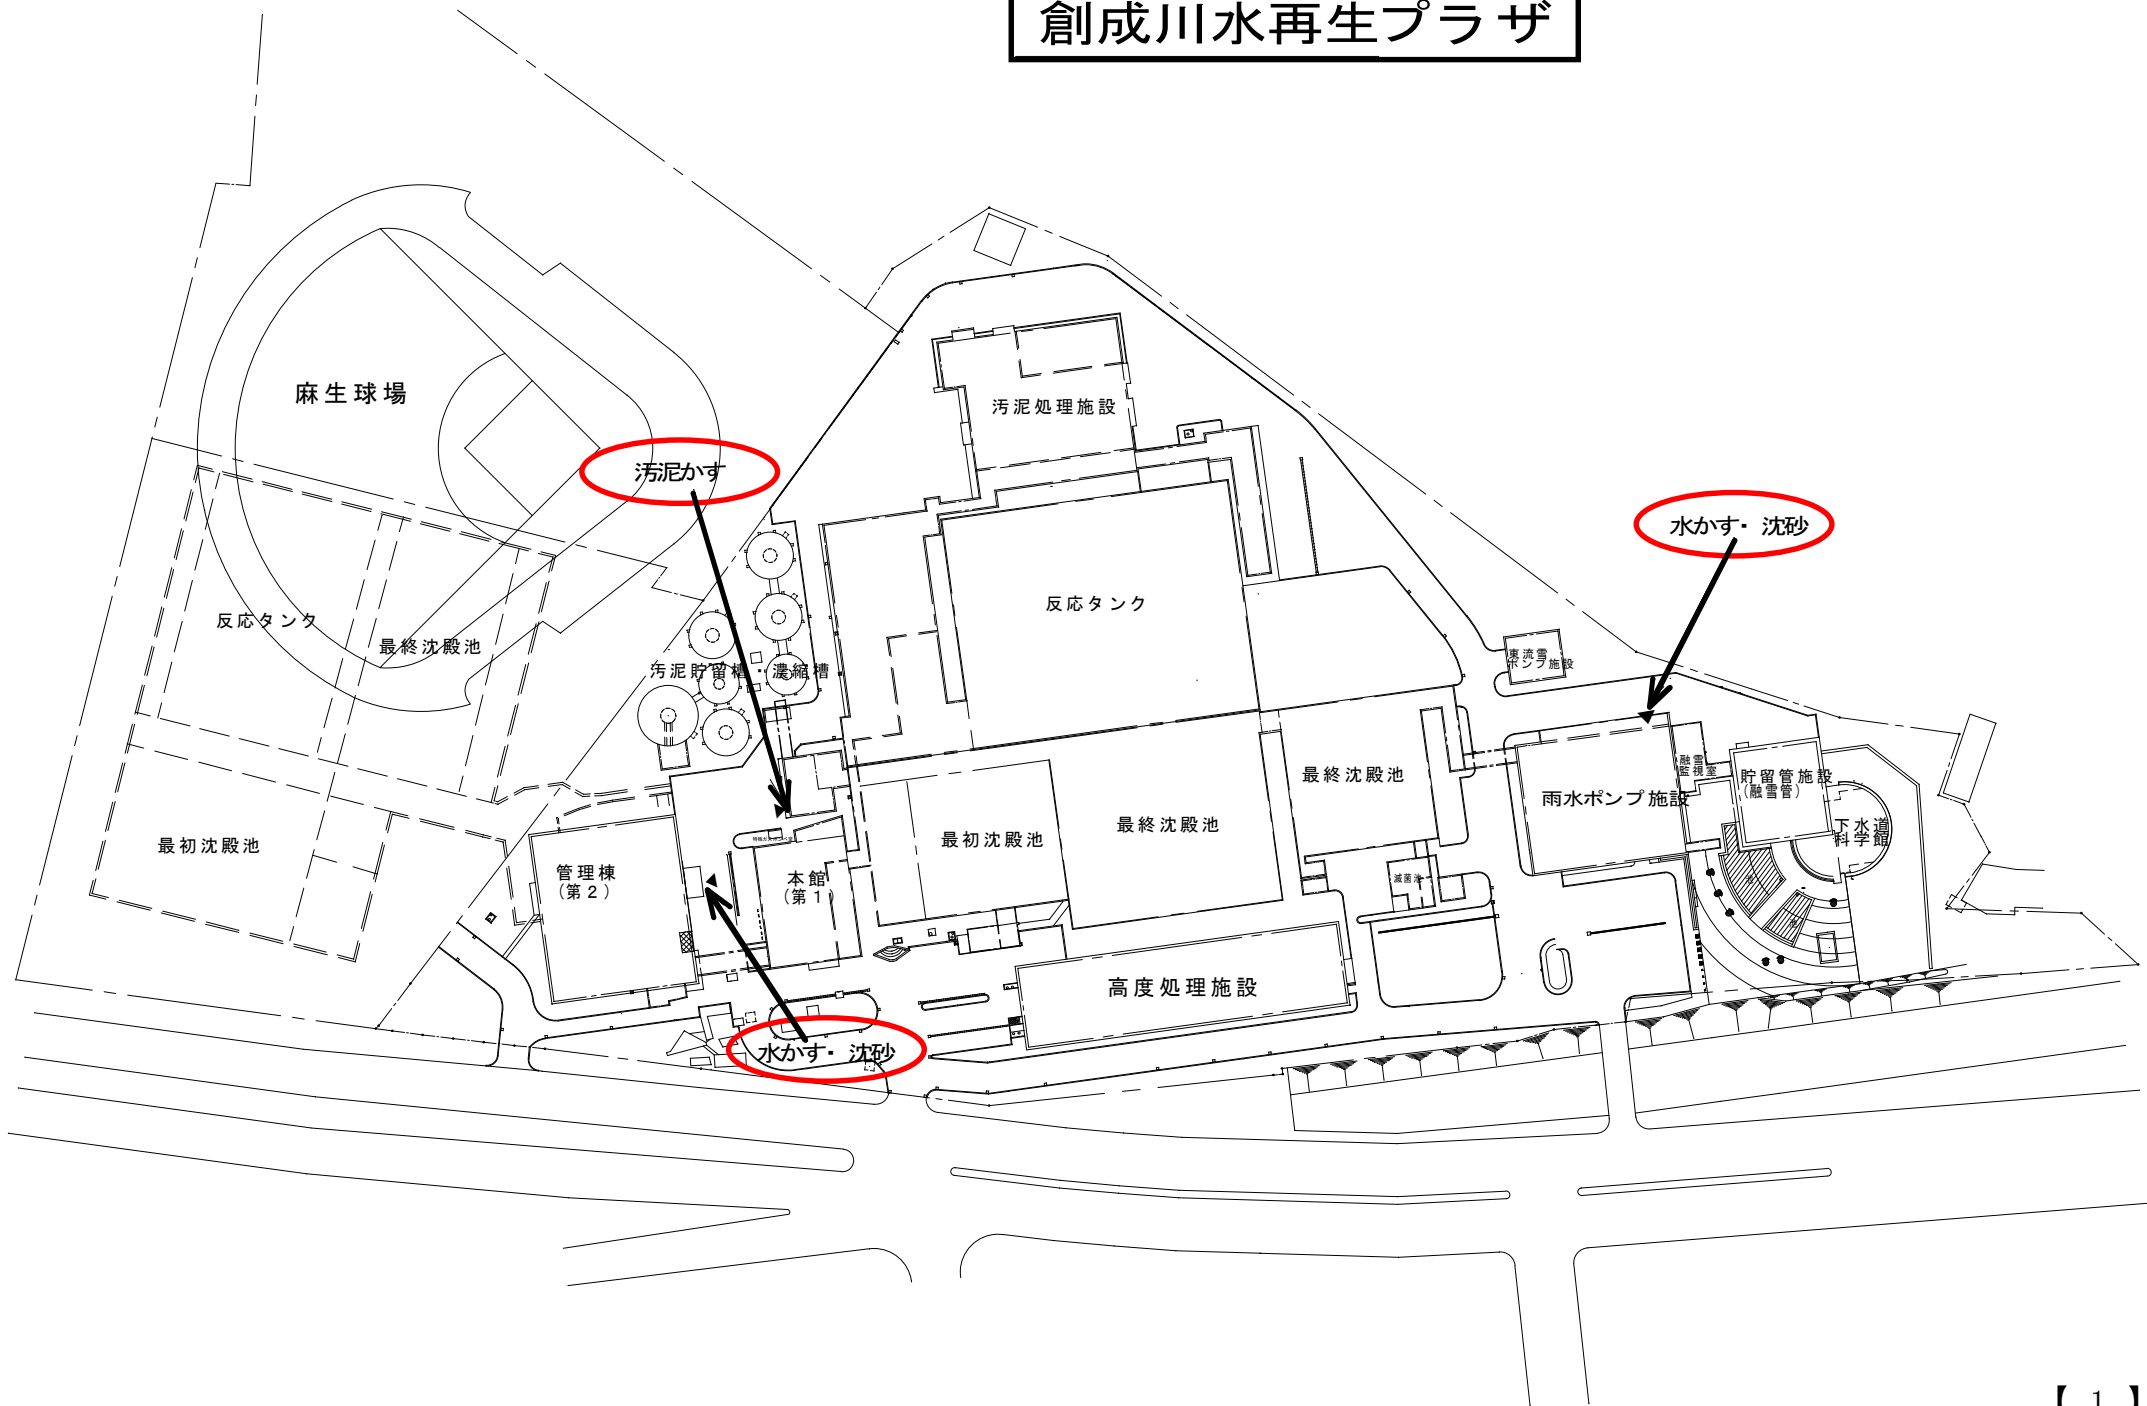 創成川水再生プラザ
麻生球場
汚泥処理施設
汚泥かす
水かす・沈砂
反応タンク
反応タンク
最終沈殿池
汚泥貯留槽・濃縮槽
東流雪
ポンプ施設
融雪
監視室
貯留管施設
(融雪管)
最終沈殿池
雨水ポンプ施設
最初沈殿池
最初沈殿池
最終沈殿池
下水道
科学館
管理棟
(第2)
本館
(第1)
滅菌池
高度処理施設
水かす・沈砂
【 1 】